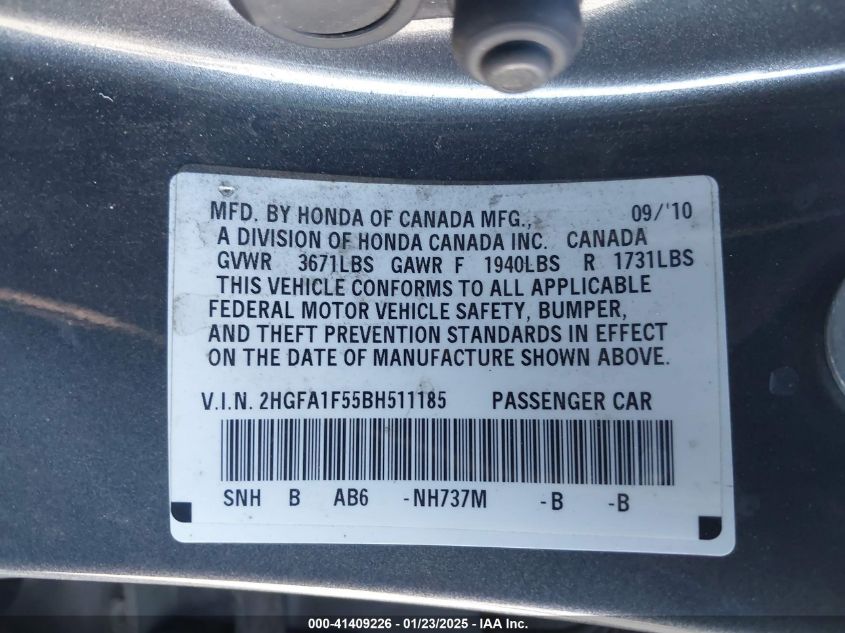 MFD. BY HONDA OF CANADA MFG., 09/'10
A DIVISION OF HONDA CANADA INC. CANADA
GVWR 3671LBS GAWR F 1940LBS R 1731LBS
THIS VEHICLE CONFORMS TO ALL APPLICABLE
FEDERAL MOTOR VEHICLE SAFETY, BUMPER,
AND THEFT PREVENTION STANDARDS IN EFFECT
ON THE DATE OF MANUFACTURE SHOWN ABOVE.
V.I.N. 2HGFA1F55BH511185 PASSENGER CAR
SNH B AB6 -NH737M -B -B
000-41409226 - 01/23/2025 - IAA Inc.